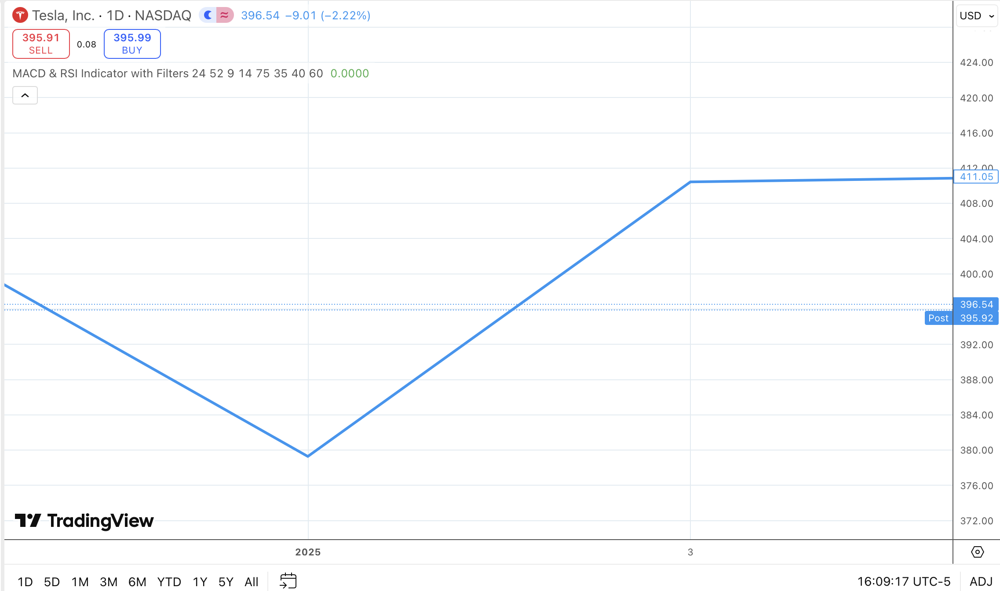 Tesla, Inc. · 1D · NASDAQ 396.54 −9.01 (−2.22%)
USD
395.91
SELL
0.08
395.99
BUY
MACD & RSI Indicator with Filters 24 52 9 14 75 35 40 60 0.0000
424.00
420.00
416.00
412.00
411.05
408.00
404.00
400.00
396.54
Post 395.92
392.00
388.00
384.00
380.00
376.00
372.00
TradingView
2025 3
1D 5D 1M 3M 6M YTD 1Y 5Y All 16:09:17 UTC-5 ADJ